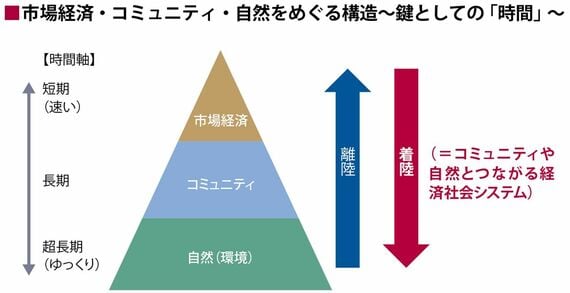 ■市場経済・コミュニティ・自然をめぐる構造～鍵としての「時間」～
【時間軸】
短期
（速い）
長期
超長期
（ゆっくり）
市場経済
コミュニティ
自然（環境）
離陸
着陸
（＝コミュニティや
自然とつながる経
済社会システム）